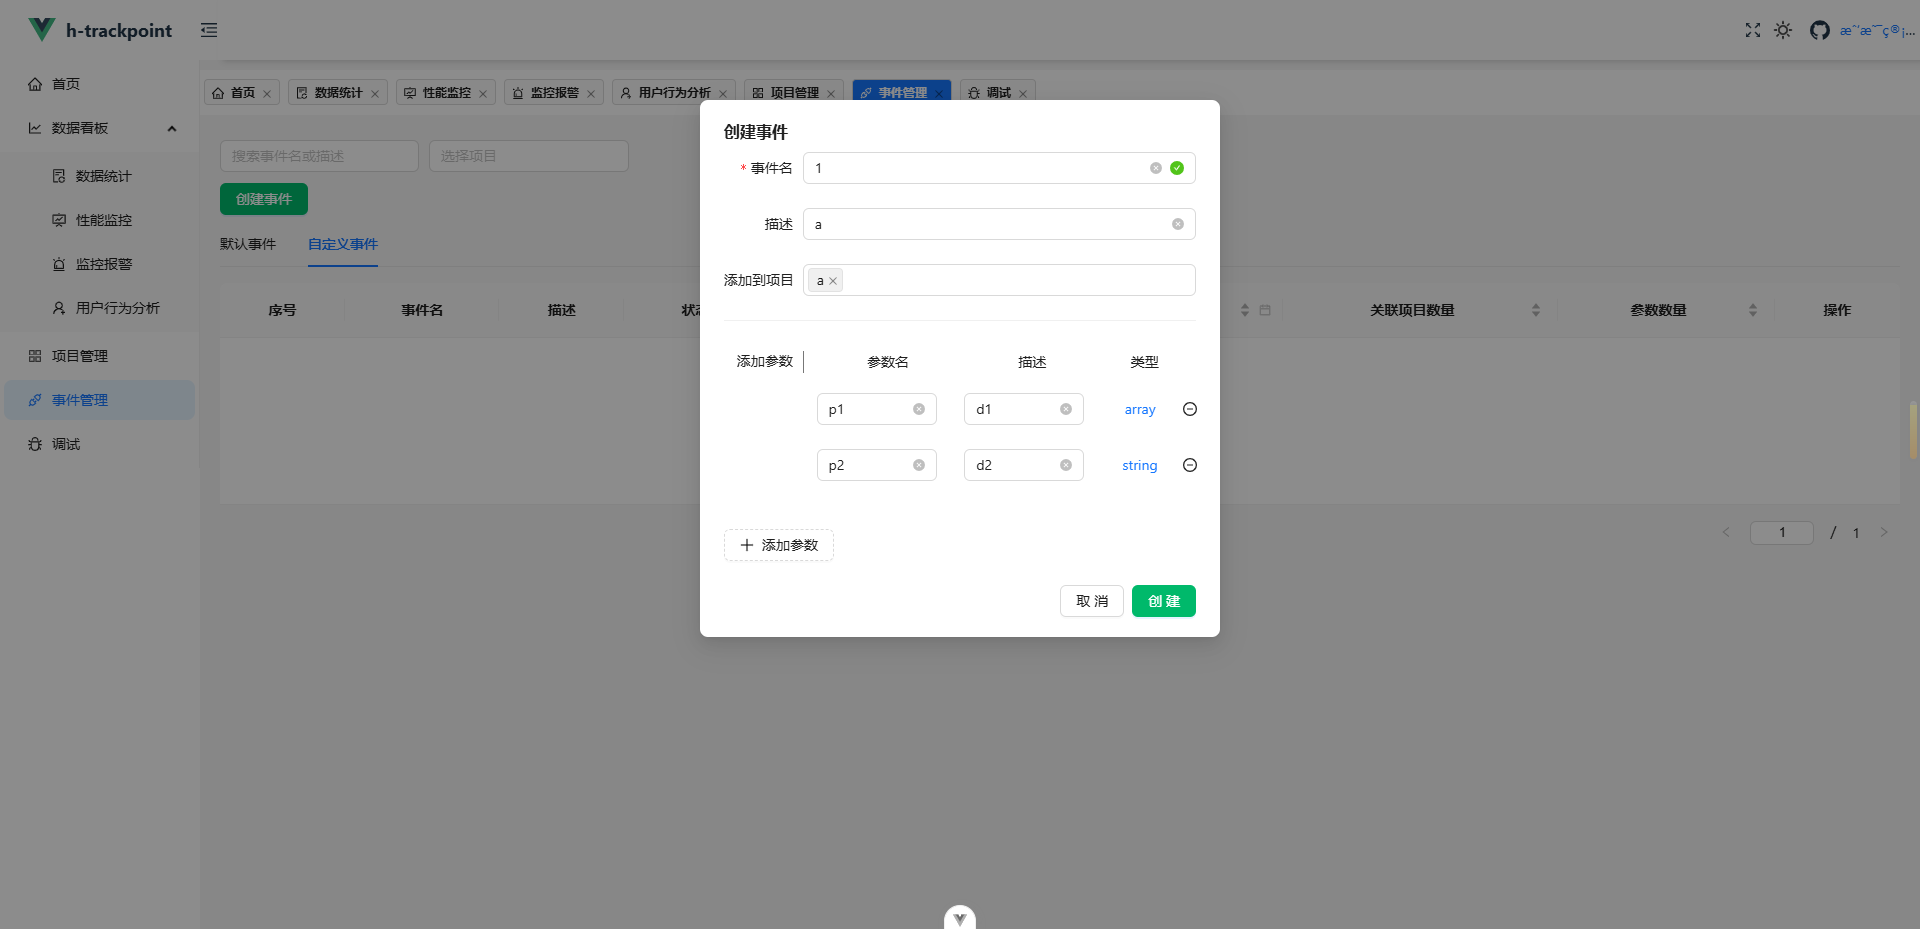 h-trackpoint
首页
数据看板
数据统计
性能监控
监控报警
用户行为分析
项目管理
事件管理
调试
首页 数据统计 性能监控 监控报警 用户行为分析 项目管理 事件管理 调试
搜索事件名或描述 选择项目
创建事件
默认事件 自定义事件
序号 事件名 描述 关联项目数量 参数数量 操作
1 / 1
创建事件
* 事件名 1
描述 a
添加到项目 a
添加参数 参数名 描述 类型
p1 d1 array
p2 d2 string
添加参数
取 消 创 建